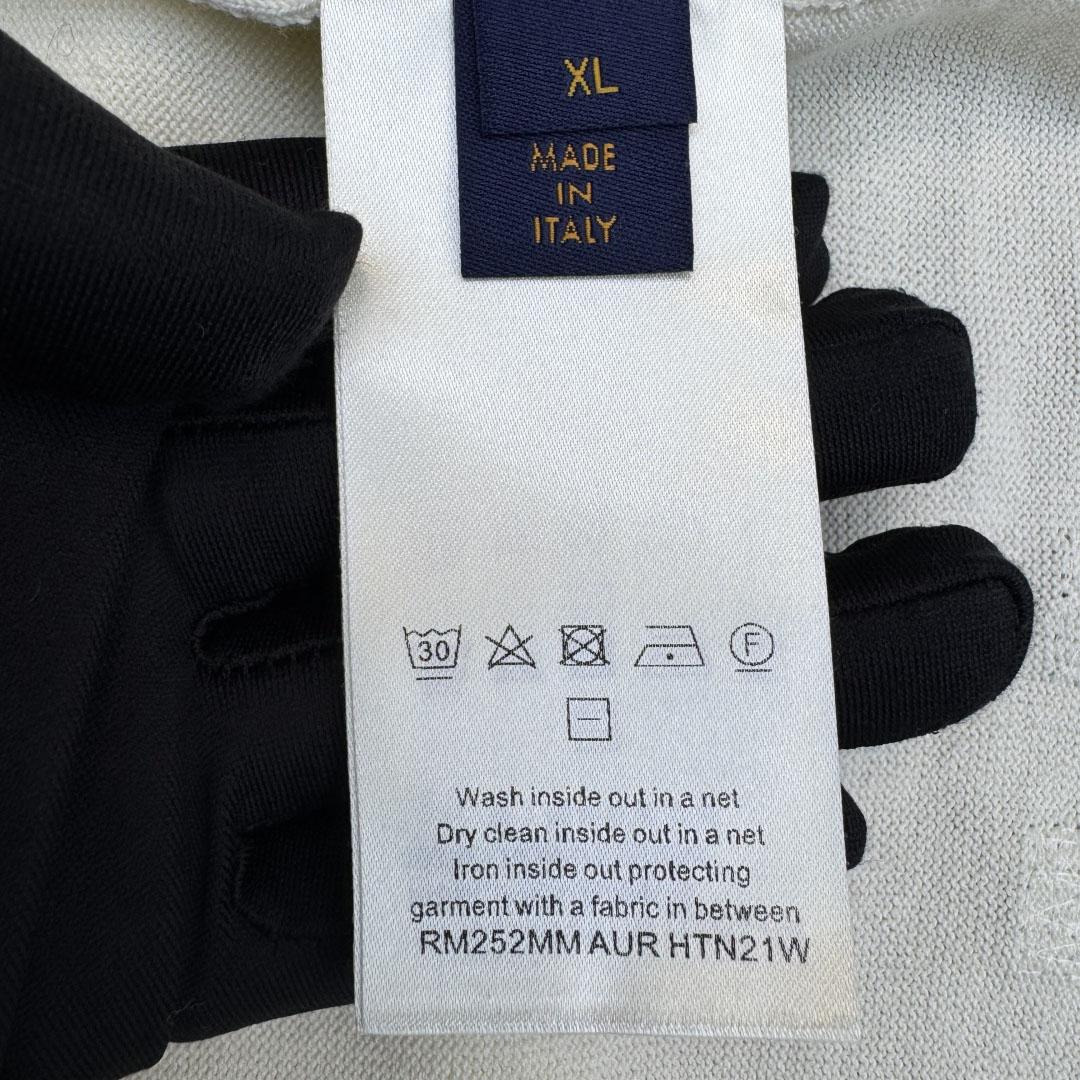 XL
MADE
IN
ITALY
30
F
Wash inside out in a net
Dry clean inside out in a net
Iron inside out protecting
garment with a fabric in between
RM252MM AUR HTN21W